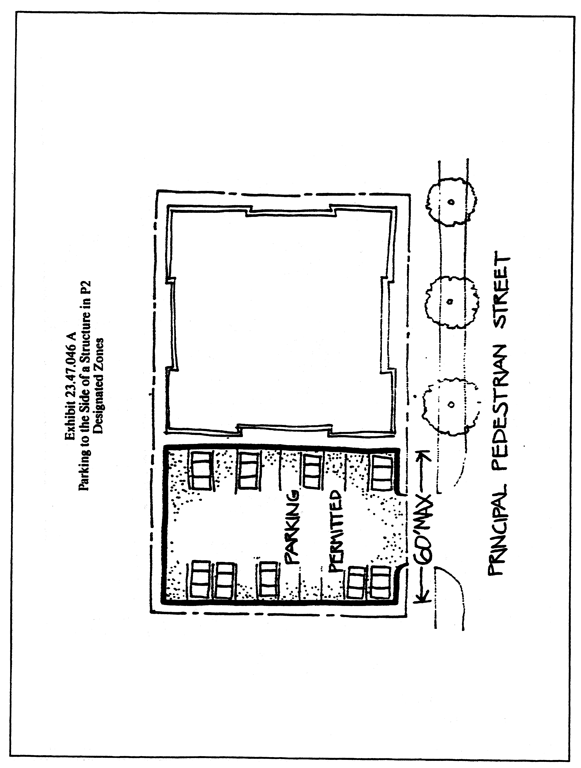 Exhibit 23.47.046 A
Parking to the Side of a Structure in P2
Designated Zones
PARKING
PERMITTED
60' MAX
PRINCIPAL PEDESTRIAN STREET